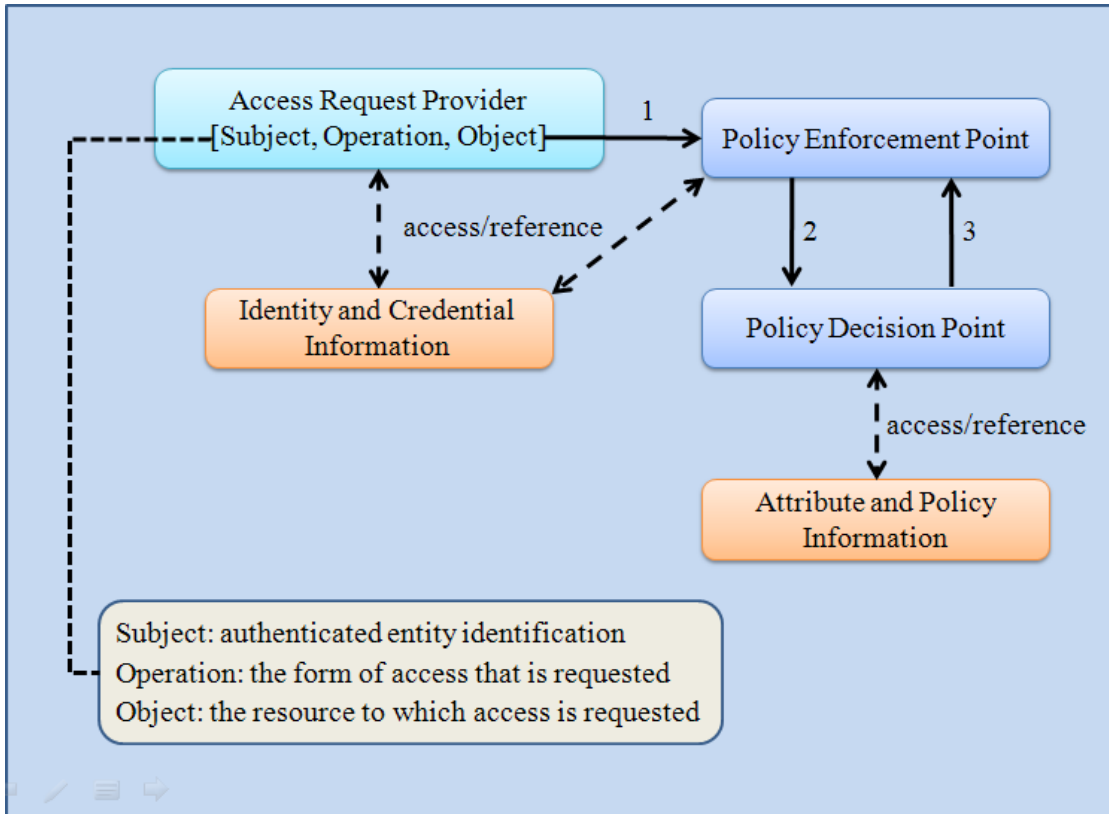 Access Request Provider
[Subject, Operation, Object]
1
Policy Enforcement Point
access/reference
2
3
Identity and Credential
Information
Policy Decision Point
access/reference
Attribute and Policy
Information
Subject: authenticated entity identification
Operation: the form of access that is requested
Object: the resource to which access is requested